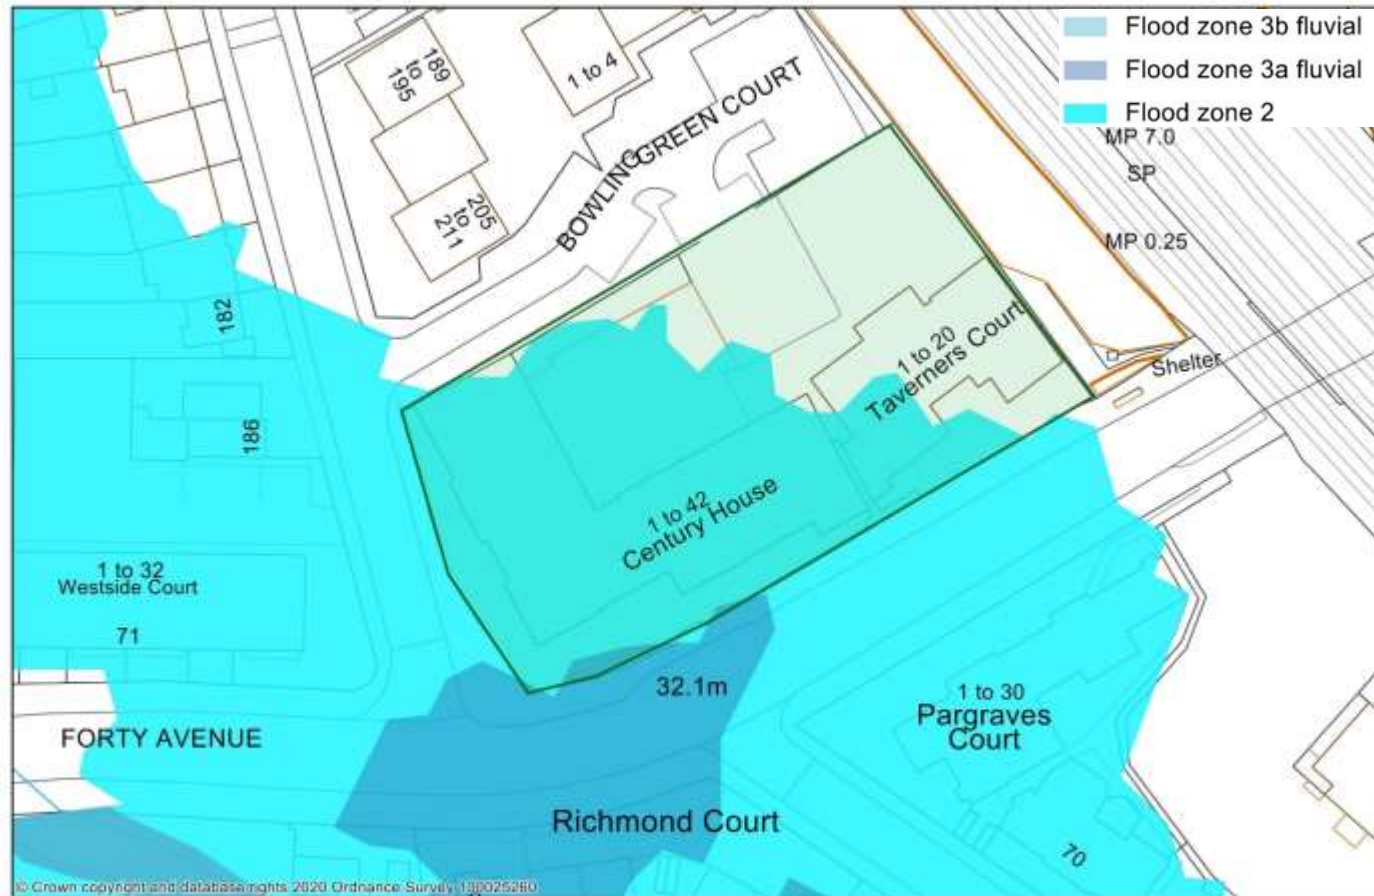 Flood zone 3b fluvial
Flood zone 3a fluvial
Flood zone 2
189
to
195
1 to 4
BOWLING GREEN COURT
MP 7.0
SP
MP 0.25
205
to
211
182
186
1 to 20
Taverners Court
Shelter
1 to 42
Century House
1 to 32
Westside Court
71
32.1m
1 to 30
Pargraves
Court
FORTY AVENUE
Richmond Court
70
© Crown copyright and database rights 2020 Ordnance Survey 100025260